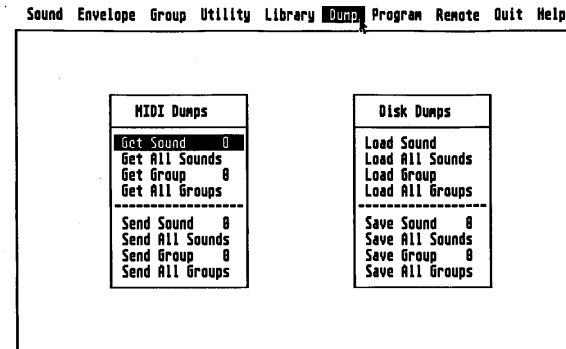 Sound Envelope Group Utility Library Dump Program Remote Quit Help
MIDI Dumps
Get Sound 0
Get All Sounds
Get Group 0
Get All Groups
Send Sound 0
Send All Sounds
Send Group 0
Send All Groups
Disk Dumps
Load Sound
Load All Sounds
Load Group
Load All Groups
Save Sound 0
Save All Sounds
Save Group 0
Save All Groups